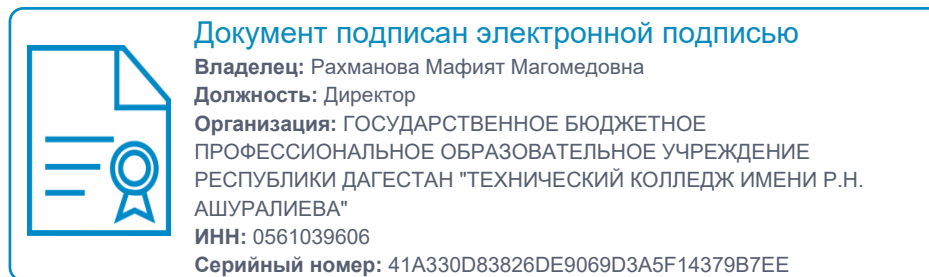 Документ подписан электронной подписью
Владелец: Рахманова Мафият Магомедовна
Должность: Директор
Организация: ГОСУДАРСТВЕННОЕ БЮДЖЕТНОЕ
ПРОФЕССИОНАЛЬНОЕ ОБРАЗОВАТЕЛЬНОЕ УЧРЕЖДЕНИЕ
РЕСПУБЛИКИ ДАГЕСТАН "ТЕХНИЧЕСКИЙ КОЛЛЕДЖ ИМЕНИ Р.Н.
АШУРАЛИЕВА"
ИНН: 0561039606
Серийный номер: 41A330D83826DE9069D3A5F14379B7EE